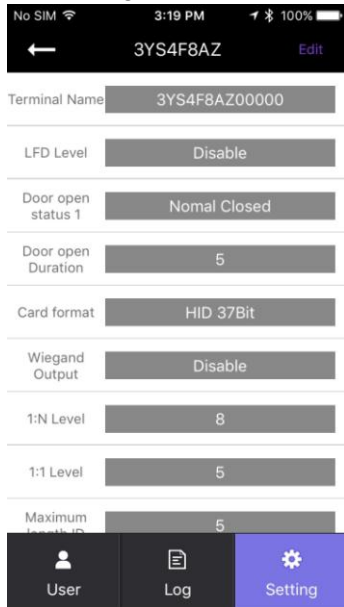 No SIM 3:19 PM 100%
3YS4F8AZ Edit
Terminal Name 3YS4F8AZ00000
LFD Level Disable
Door open
status 1 Nomal Closed
Door open
Duration 5
Card format HID 37Bit
Wiegand
Output Disable
1:N Level 8
1:1 Level 5
Maximum
length ID 5
User Log Setting